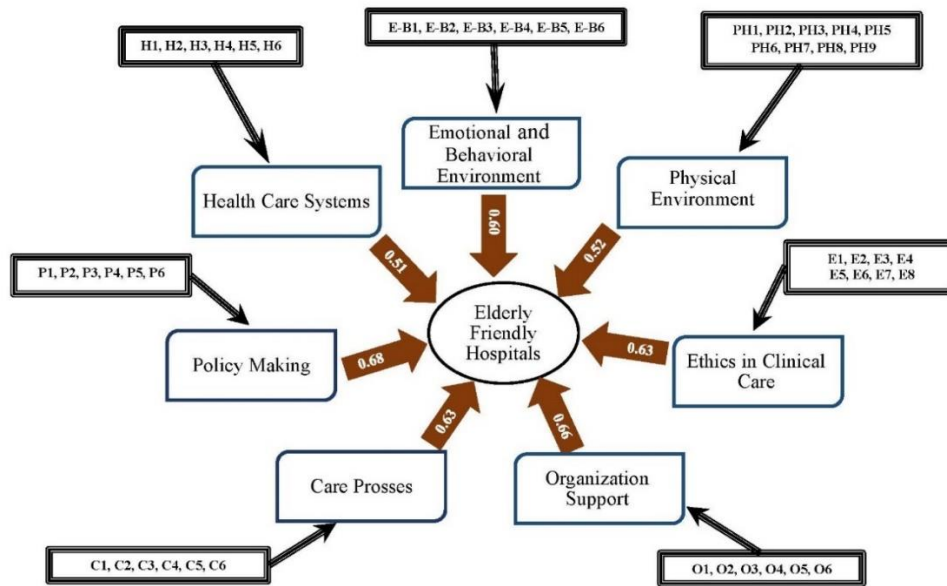 H1, H2, H3, H4, H5, H6
E-B1, E-B2, E-B3, E-B4, E-B5, E-B6
PH1, PH2, PH3, PH4, PH5
PH6, PH7, PH8, PH9
Emotional and
Behavioral
Environment
Health Care Systems
Physical
Environment
0.51
0.60
0.52
P1, P2, P3, P4, P5, P6
E1, E2, E3, E4
E5, E6, E7, E8
Elderly
Friendly
Hospitals
Policy Making
0.68
0.63
Ethics in Clinical
Care
0.63
0.66
Care Prosses
Organization
Support
C1, C2, C3, C4, C5, C6
O1, O2, O3, O4, O5, O6